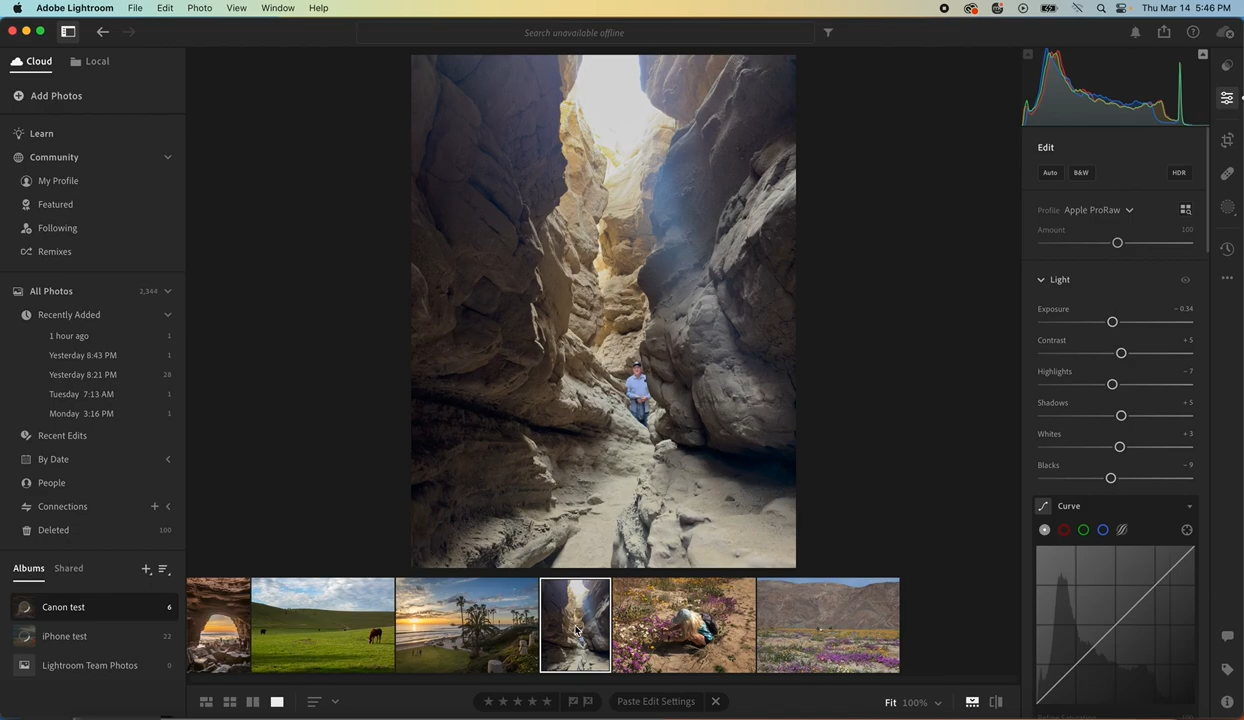 Adobe Lightroom File Edit Photo View Window Help Thu Mar 14 5:46 PM
Search unavailable offline
Cloud Local
Add Photos
Learn
Community
My Profile
Featured
Following
Remixes
All Photos 2,344
Recently Added
1 hour ago 1
Yesterday 8:43 PM 1
Yesterday 8:21 PM 28
Tuesday 7:13 AM 1
Monday 3:16 PM 1
Recent Edits
By Date
People
Connections
Deleted 100
Albums Shared
Canon test 6
iPhone test 22
Lightroom Team Photos 0
Paste Edit Settings
Fit 100%
Edit
Auto B&W HDR
Profile Apple ProRaw
Amount 100
Light
Exposure - 0.34
Contrast + 5
Highlights - 7
Shadows + 5
Whites + 3
Blacks - 9
Curve